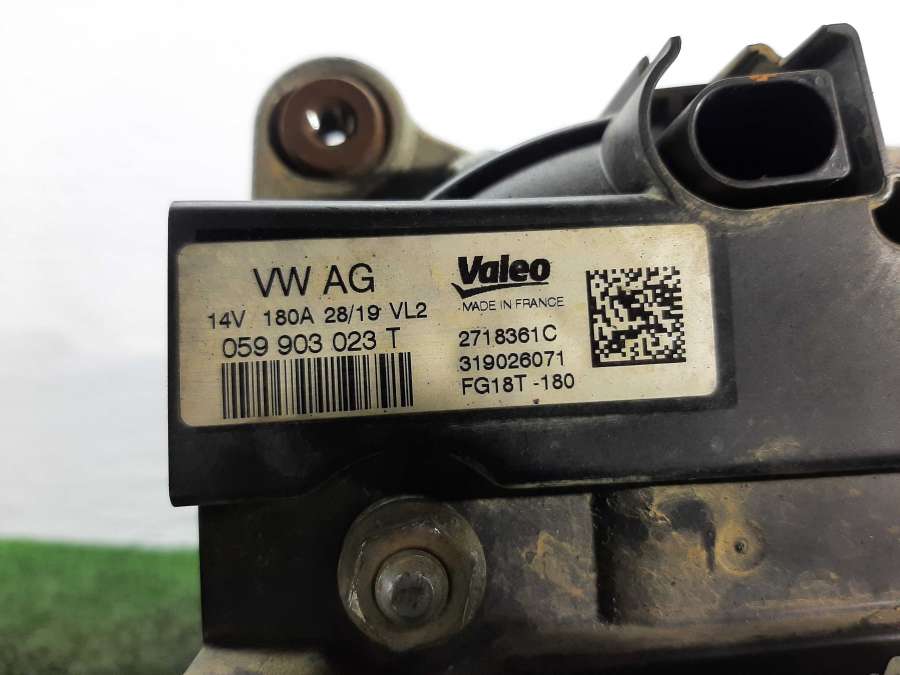 VW AG
14V 180A 28/19 VL2
059 903 023 T
Valeo
MADE IN FRANCE
2718361C
319026071
FG18T -180